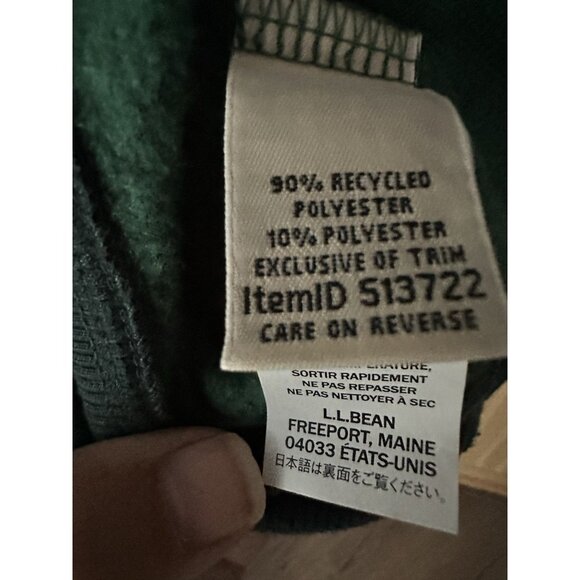 90% RECYCLED
POLYESTER
10% POLYESTER
EXCLUSIVE OF TRIM
ItemID 513722
CARE ON REVERSE
SORTIR RAPIDEMENT
NE PAS REPASSER
NE PAS NETTOYER À SEC
L.L.BEAN
FREEPORT, MAINE
04033 ÉTATS-UNIS
日本語は裏面をご覧ください。